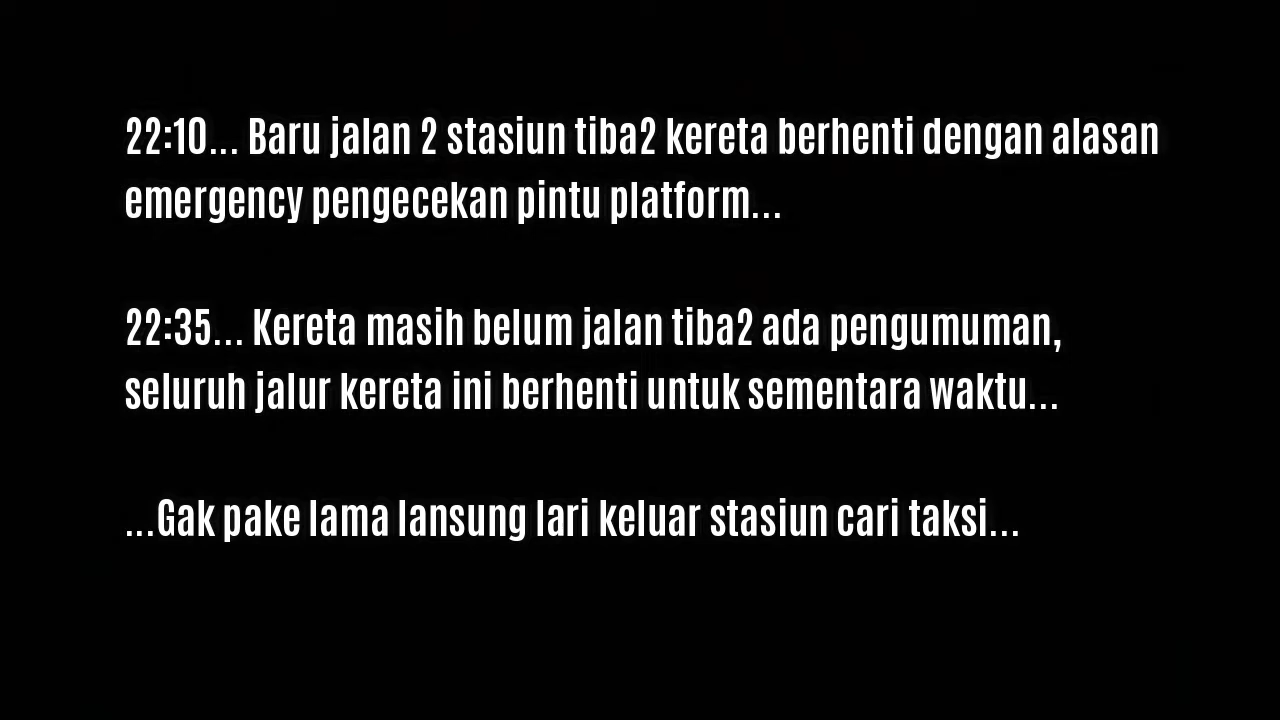 22:10... Baru jalan 2 stasiun tiba2 kereta berhenti dengan alasan
emergency pengecekan pintu platform...
22:35... Kereta masih belum jalan tiba2 ada pengumuman,
seluruh jalur kereta ini berhenti untuk sementara waktu...
...Gak pake lama lansung lari keluar stasiun cari taksi...